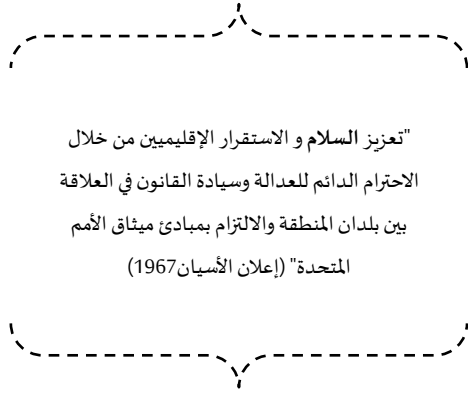 "تعزيز السلام و الاستقرار الإقليميين من خلال
الاحترام الدائم للعدالة وسيادة القانون في العلاقة
بين بلدان المنطقة والالتزام بمبادئ ميثاق الأمم
المتحدة" (إعلان الأسيان1967)